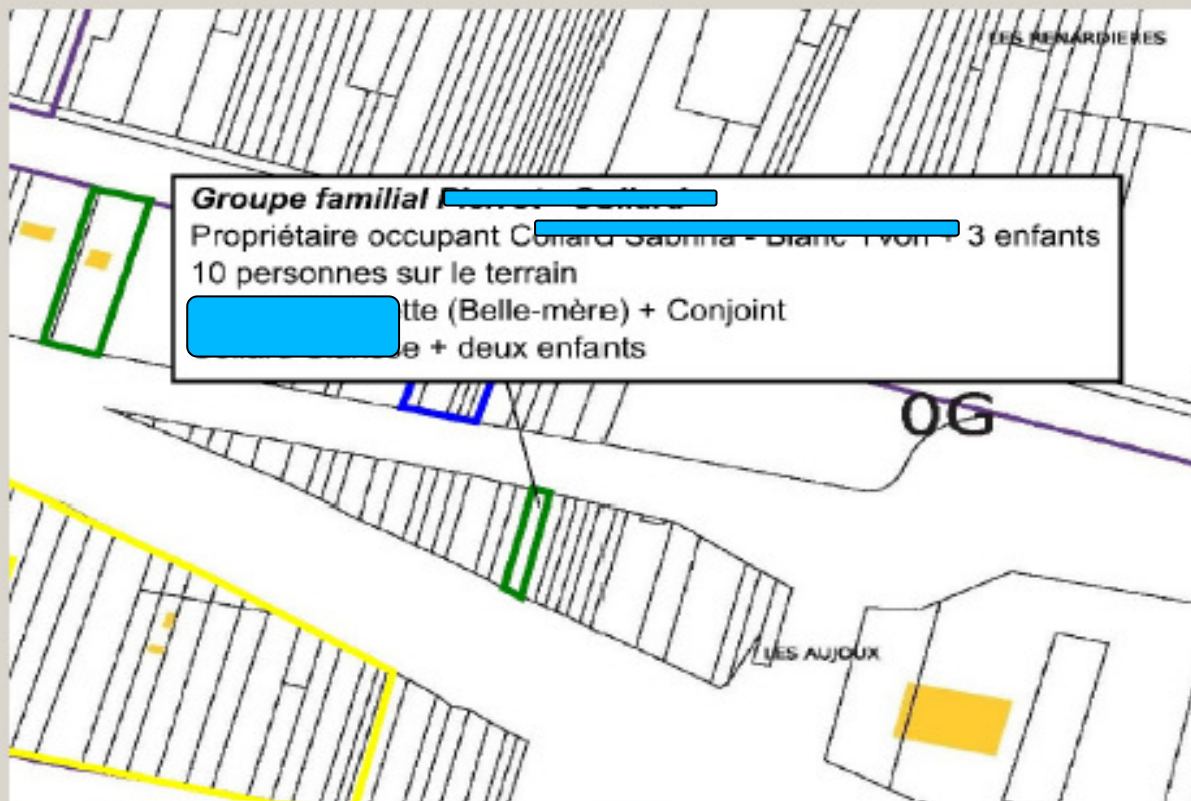 LES RENARDIERES
Groupe familial
Propriétaire occupant 3 enfants
10 personnes sur le terrain
(Belle-mère) + Conjoint
+ deux enfants
0G
LES AUJOUX